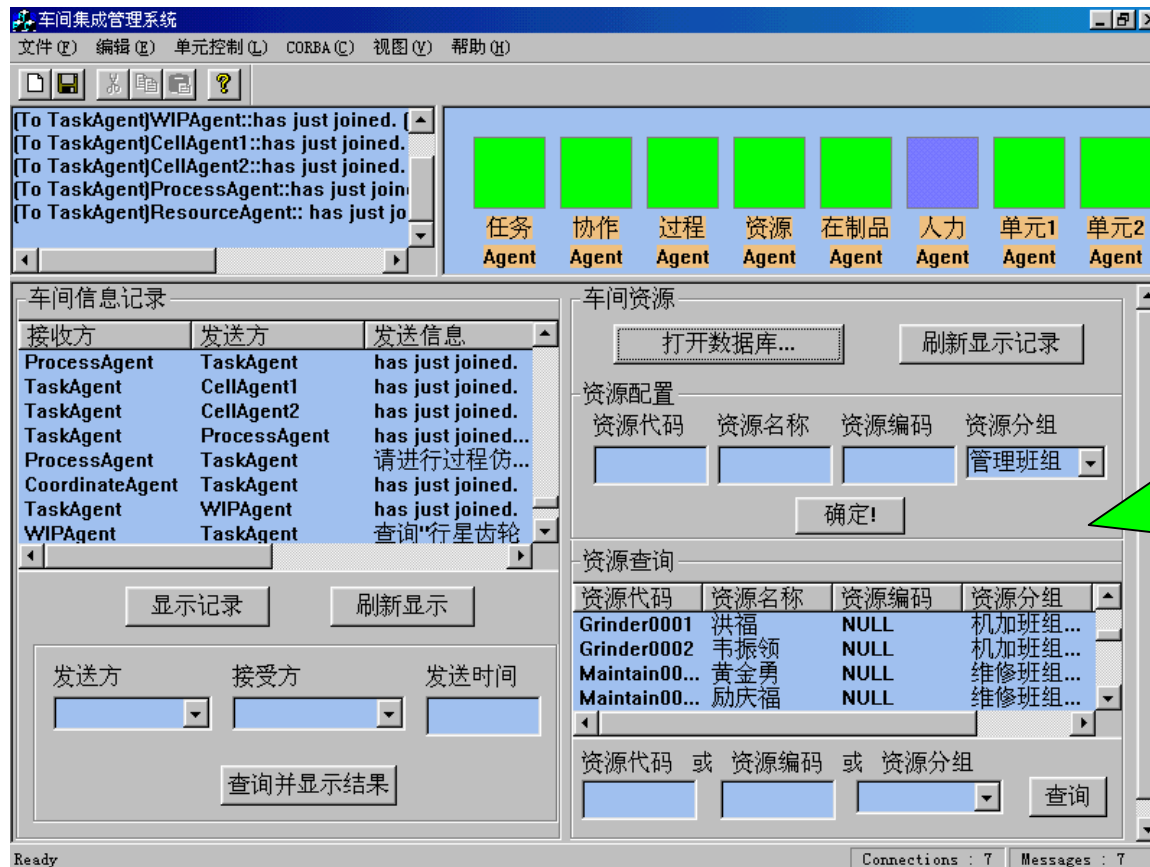 车间集成管理系统
文件(F) 编辑(E) 单元控制(L) CORBA(C) 视图(V) 帮助(H)
(To TaskAgent)WIPAgent::has just joined. (
(To TaskAgent)CellAgent1::has just joined.
(To TaskAgent)CellAgent2::has just joined.
(To TaskAgent)ProcessAgent::has just join
(To TaskAgent)ResourceAgent:: has just jo
任务 协作 过程 资源 在制品 人力 单元1 单元2
Agent Agent Agent Agent Agent Agent Agent Agent
车间信息记录
接收方 发送方 发送信息
ProcessAgent TaskAgent has just joined.
TaskAgent CellAgent1 has just joined.
TaskAgent CellAgent2 has just joined.
TaskAgent ProcessAgent has just joined...
ProcessAgent TaskAgent 请进行过程仿...
CoordinateAgent TaskAgent has just joined.
TaskAgent WIPAgent has just joined.
WIPAgent TaskAgent 查询"行星齿轮
显示记录 刷新显示
发送方 接受方 发送时间
查询并显示结果
车间资源
打开数据库... 刷新显示记录
资源配置
资源代码 资源名称 资源编码 资源分组
管理班组
确定!
资源查询
资源代码 资源名称 资源编码 资源分组
Grinder0001 洪福 NULL 机加班组...
Grinder0002 韦振领 NULL 机加班组...
Maintain00... 黄金勇 NULL 维修班组...
Maintain00... 励庆福 NULL 维修班组...
资源代码 或 资源编码 或 资源分组
查询
Ready Connections : 7 Messages : 7